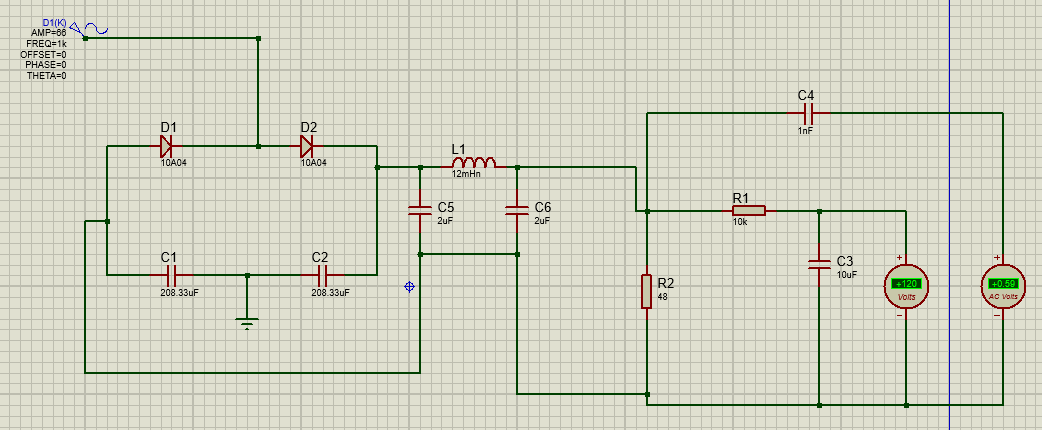 D1(K)
AMP=66
FREQ=1k
OFFSET=0
PHASE=0
THETA=0
C4
1nF
D1
10A04
D2
10A04
L1
12mHn
C5
2uF
C6
2uF
R1
10k
C1
208.33uF
C2
208.33uF
C3
10uF
R2
48
+120
Volts
+0.59
AC Volts